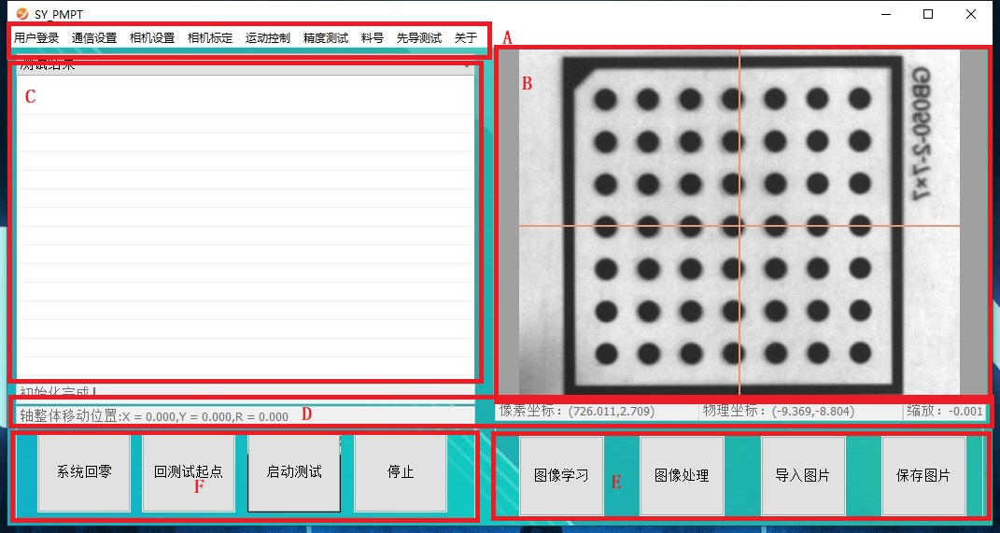 SY_PMPT
用户登录 通信设置 相机设置 相机标定 运动控制 精度测试 料号 先导测试 关于
A
测试结果
C
B
GB050-2-7×7
初始化完成!
轴整体移动位置:X = 0.000,Y = 0.000,R = 0.000
D
像素坐标：(726.011,2.709) 物理坐标：(-9.369,-8.804) 缩放：-0.001
系统回零 回测试起点 启动测试 停止
F
图像学习 图像处理 导入图片 保存图片
E